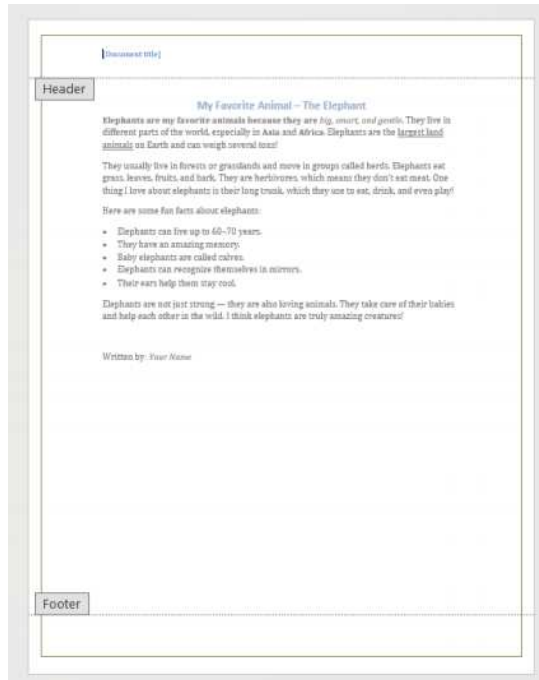 [Document title]
Header
My Favorite Animal – The Elephant
Elephants are my favorite animals because they are big, smart, and gentle. They live in
different parts of the world, especially in Asia and Africa. Elephants are the largest land
animals on Earth and can weigh several tons!
They usually live in forests or grasslands and move in groups called herds. Elephants eat
grass, leaves, fruits, and bark. They are herbivores, which means they don't eat meat. One
thing I love about elephants is their long trunk, which they use to eat, drink, and even play!
Here are some fun facts about elephants:
• Elephants can live up to 60–70 years.
• They have an amazing memory.
• Baby elephants are called calves.
• Elephants can recognize themselves in mirrors.
• Their ears help them stay cool.
Elephants are not just strong — they are also loving animals. They take care of their babies
and help each other in the wild. I think elephants are truly amazing creatures!
Written by: Your Name
Footer